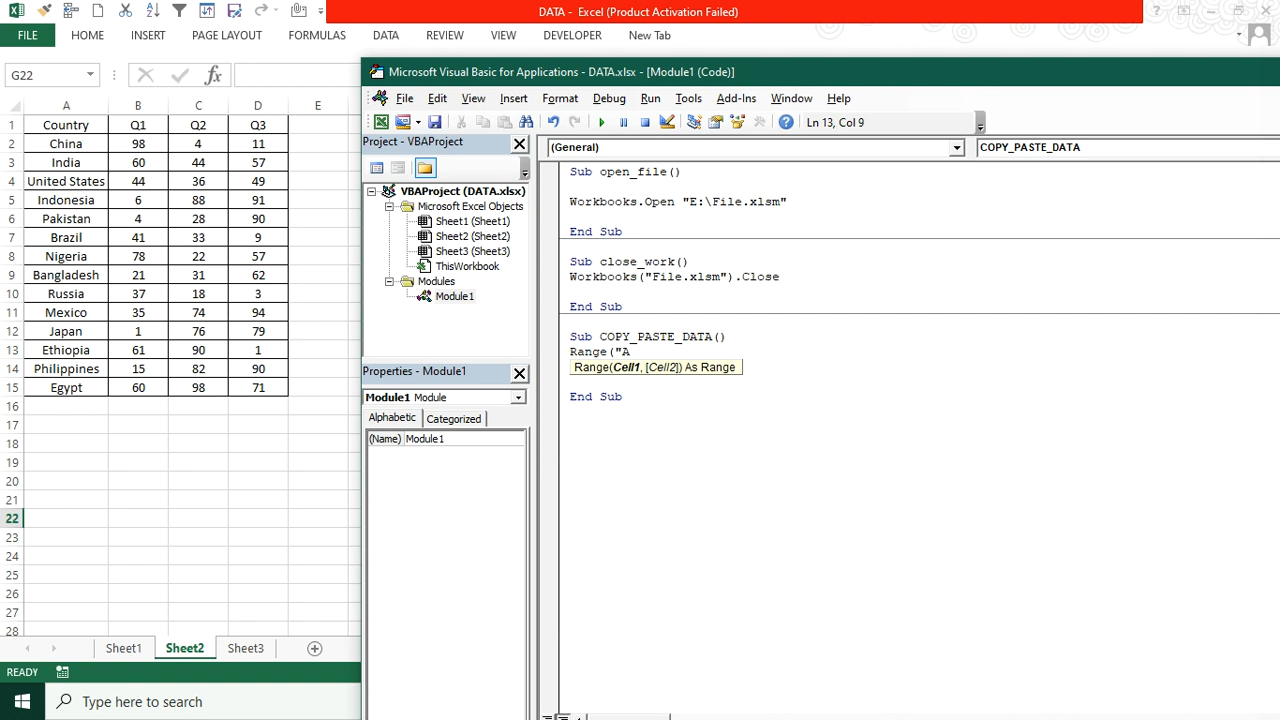 DATA - Excel (Product Activation Failed)
FILE HOME INSERT PAGE LAYOUT FORMULAS DATA REVIEW VIEW DEVELOPER New Tab
G22 fx
Microsoft Visual Basic for Applications - DATA.xlsx - [Module1 (Code)]
File Edit View Insert Format Debug Run Tools Add-Ins Window Help
Ln 13, Col 9
Project - VBAProject
VBAProject (DATA.xlsx)
Microsoft Excel Objects
Sheet1 (Sheet1)
Sheet2 (Sheet2)
Sheet3 (Sheet3)
ThisWorkbook
Modules
Module1
Properties - Module1
Module1 Module
Alphabetic Categorized
(Name) Module1
(General) COPY_PASTE_DATA
Sub open_file()
Workbooks.Open "E:\File.xlsm"
End Sub
Sub close_work()
Workbooks("File.xlsm").Close
End Sub
Sub COPY_PASTE_DATA()
Range("A
Range(Cell1, [Cell2]) As Range
End Sub
A B C D E
1 Country Q1 Q2 Q3
2 China 98 4 11
3 India 60 44 57
4 United States 44 36 49
5 Indonesia 6 88 91
6 Pakistan 4 28 90
7 Brazil 41 33 9
8 Nigeria 78 22 57
9 Bangladesh 21 31 62
10 Russia 37 18 3
11 Mexico 35 74 94
12 Japan 1 76 79
13 Ethiopia 61 90 1
14 Philippines 15 82 90
15 Egypt 60 98 71
16
17
18
19
20
21
22
23
24
25
26
27
28
Sheet1 Sheet2 Sheet3
READY
Type here to search